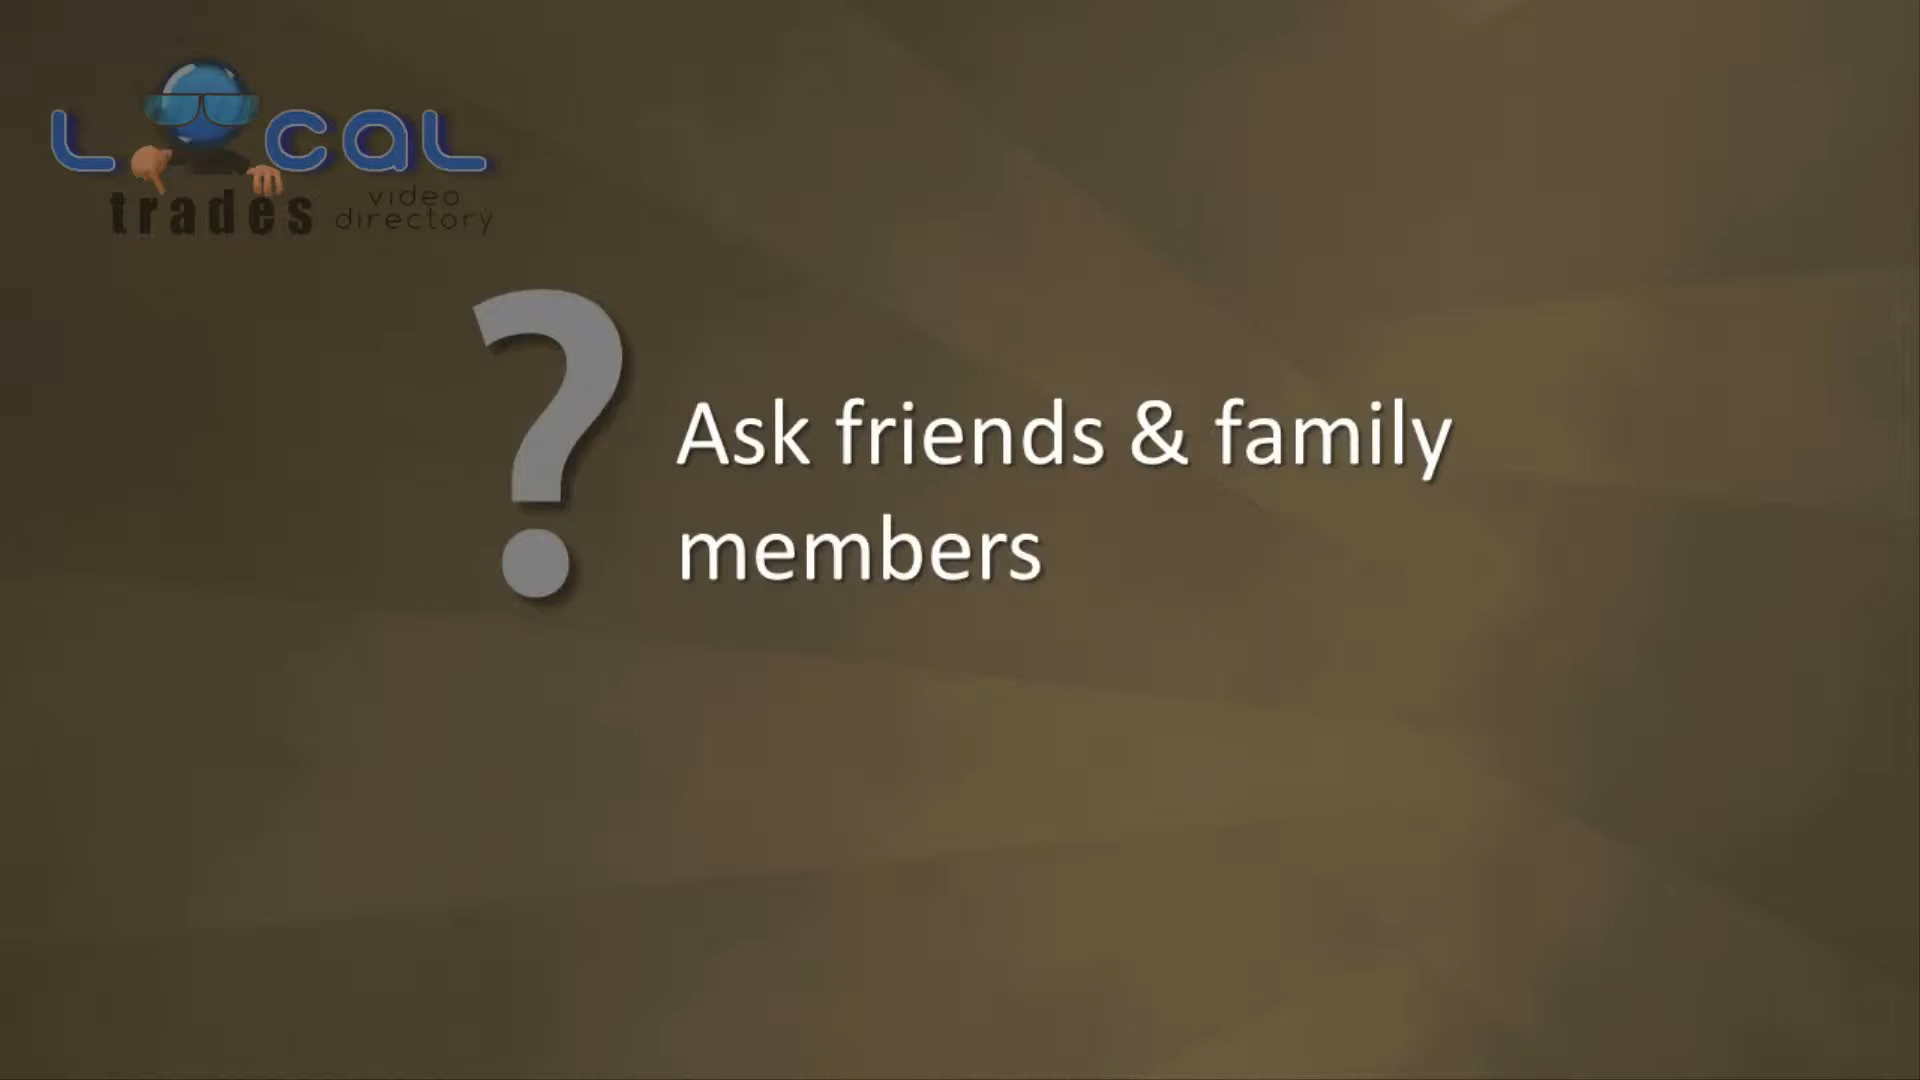 LOCAL
trades video
directory
?
Ask friends & family
members